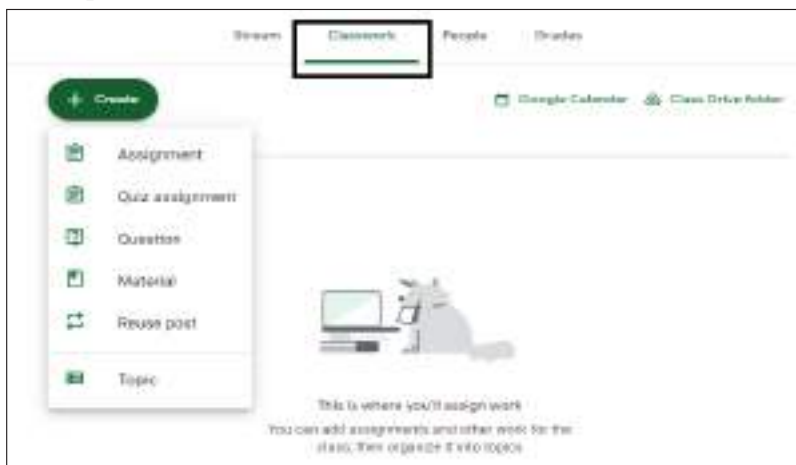 Stream Classwork People Grades
+ Create
Google Calendar Class Drive folder
Assignment
Quiz assignment
Question
Material
Reuse post
Topic
This is where you'll assign work
You can add assignments and other work for the
class, then organize it into topics